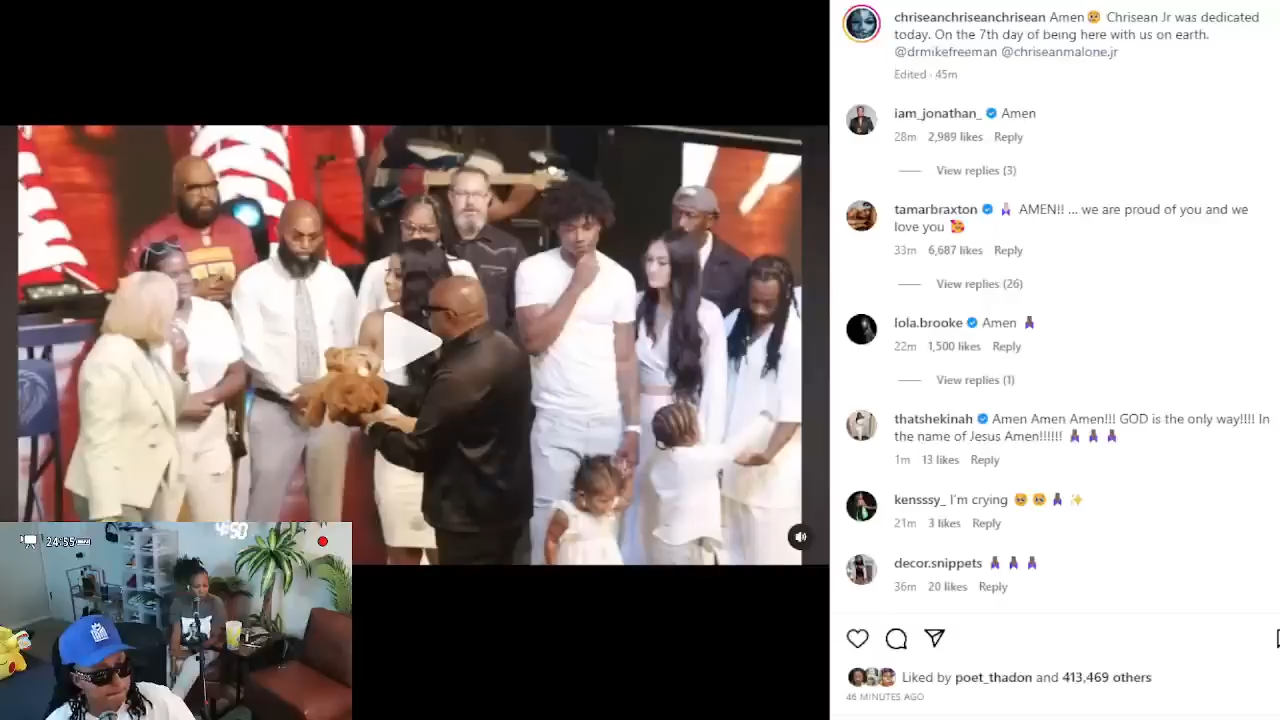 chriseanchriseanchrisean Amen🥹 Chrisean Jr was dedicated
today. On the 7th day of being here with us on earth.
@drmikefreeman @chriseanmalone.jr
Edited · 45m
iam_jonathan_ Amen
28m 2,989 likes Reply
View replies (3)
tamarbraxton 🙏🏻 AMEN!! ... we are proud of you and we
love you 🥰
33m 6,687 likes Reply
View replies (26)
lola.brooke Amen 🙏🏿
22m 1,500 likes Reply
View replies (1)
thatshekinah Amen Amen Amen!!! GOD is the only way!!!! In
the name of Jesus Amen!!!!!! 🙏🏾 🙏🏾 🙏🏾
1m 13 likes Reply
kensssy_ I'm crying 🥹 🥹 🙏🏾 ✨
21m 3 likes Reply
decor.snippets 🙏🏾 🙏🏾 🙏🏾
36m 20 likes Reply
Liked by poet_thadon and 413,469 others
46 MINUTES AGO
4:50